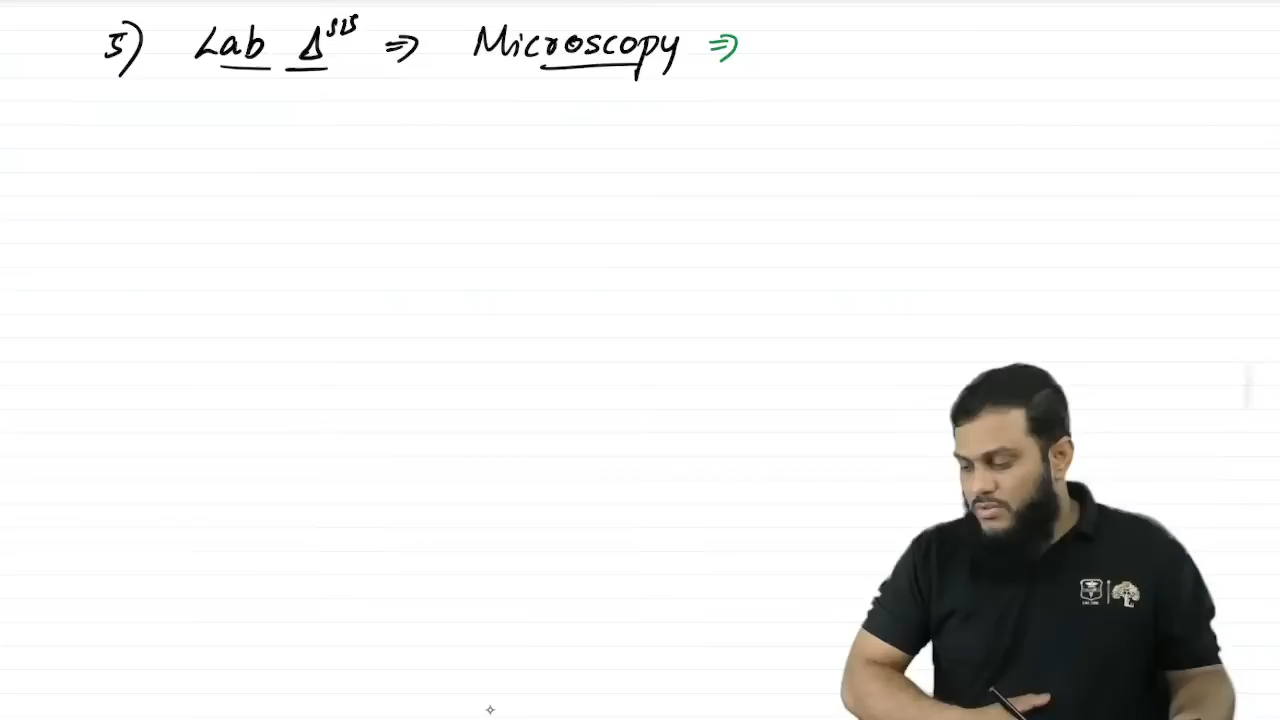 5) Lab Δsis ⇒ Microscopy ⇒